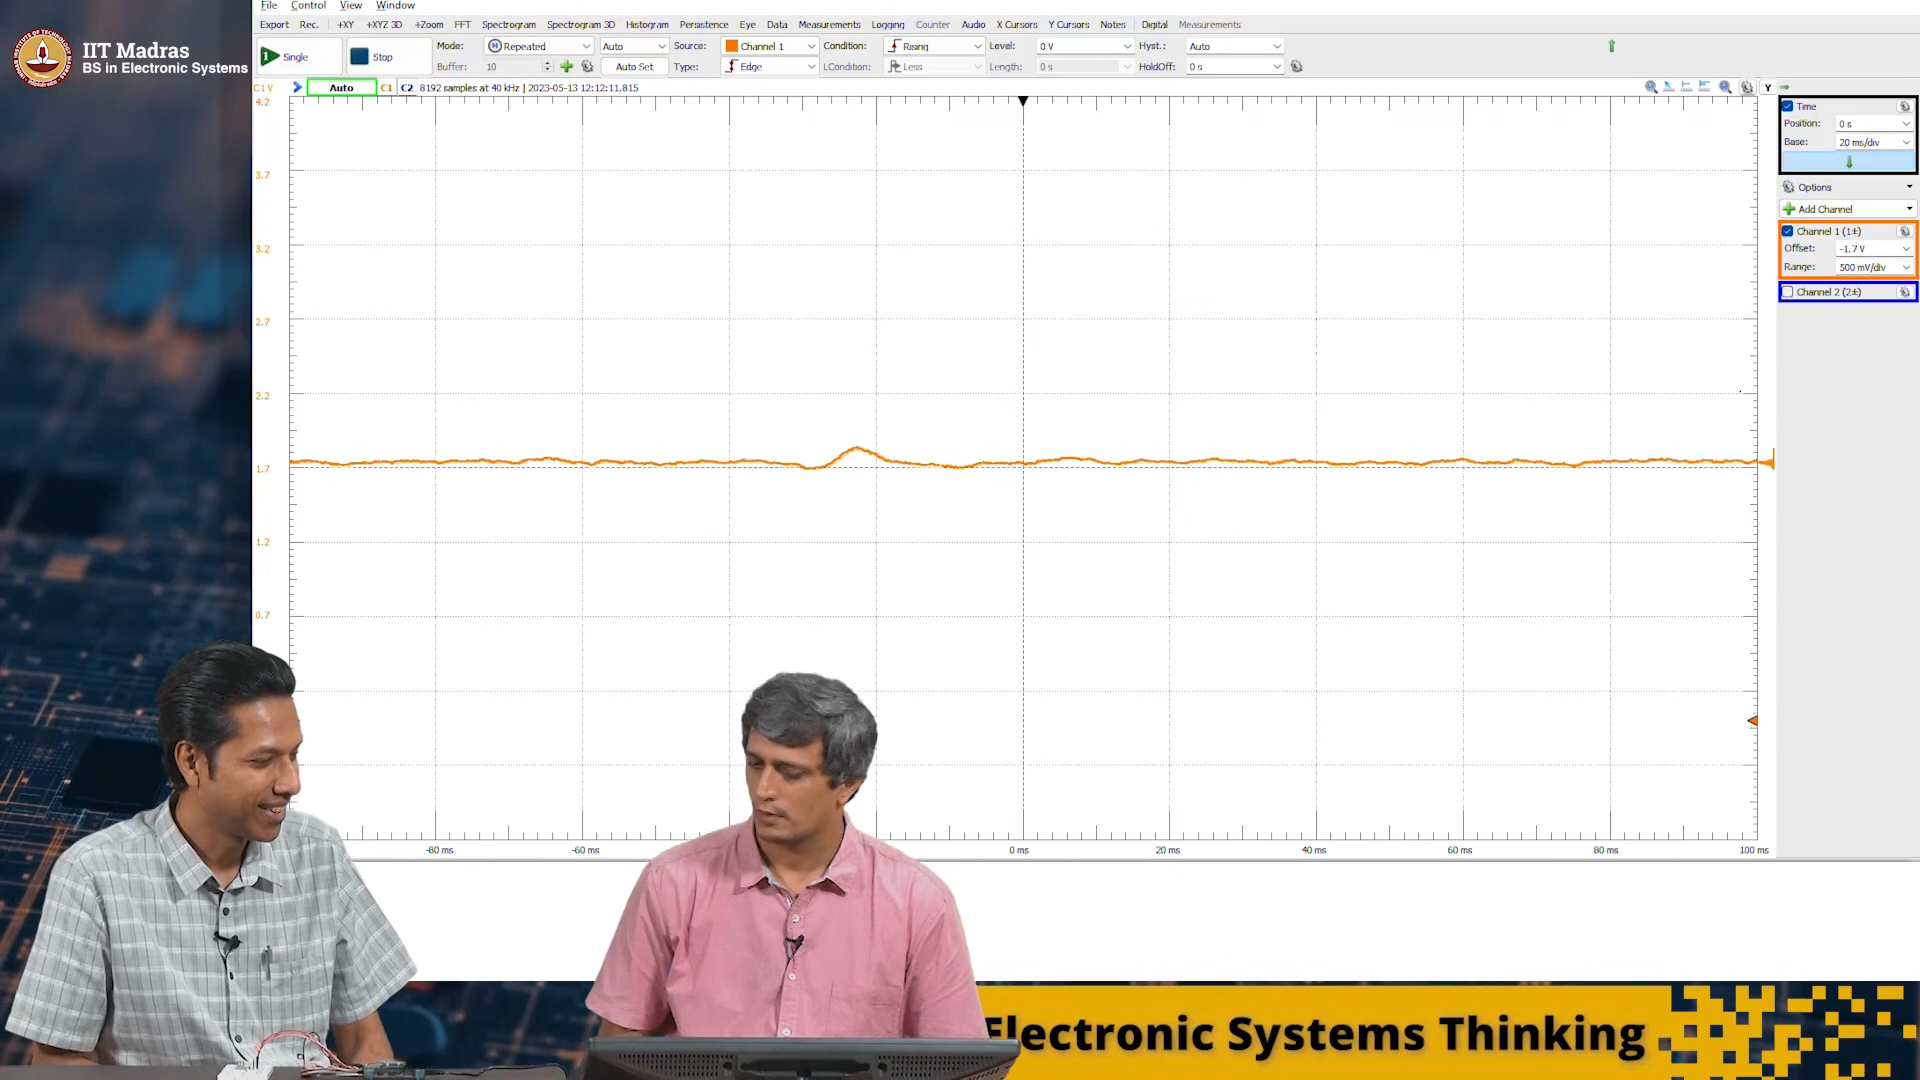 IIT Madras
BS in Electronic Systems
File Control View Window
Export Rec. +XY +XYZ 3D +Zoom FFT Spectrogram Spectrogram 3D Histogram Persistence Eye Data Measurements Logging Counter Audio X Cursors Y Cursors Notes Digital Measurements
Single Stop Mode: Repeated Auto Source: Channel 1 Condition: Rising Level: 0 V Hyst.: Auto
Buffer: 10 Auto Set Type: Edge LCondition: Less Length: 0 s HoldOff: 0 s
C1 V Auto C1 C2 8192 samples at 40 kHz | 2023-05-13 12:12:11.815 Y
4.2
3.7
3.2
2.7
2.2
1.7
1.2
0.7
-80 ms -60 ms 0 ms 20 ms 40 ms 60 ms 80 ms 100 ms
Time
Position: 0 s
Base: 20 ms/div
Options
Add Channel
Channel 1 (1±)
Offset: -1.7 V
Range: 500 mV/div
Channel 2 (2±)
Electronic Systems Thinking